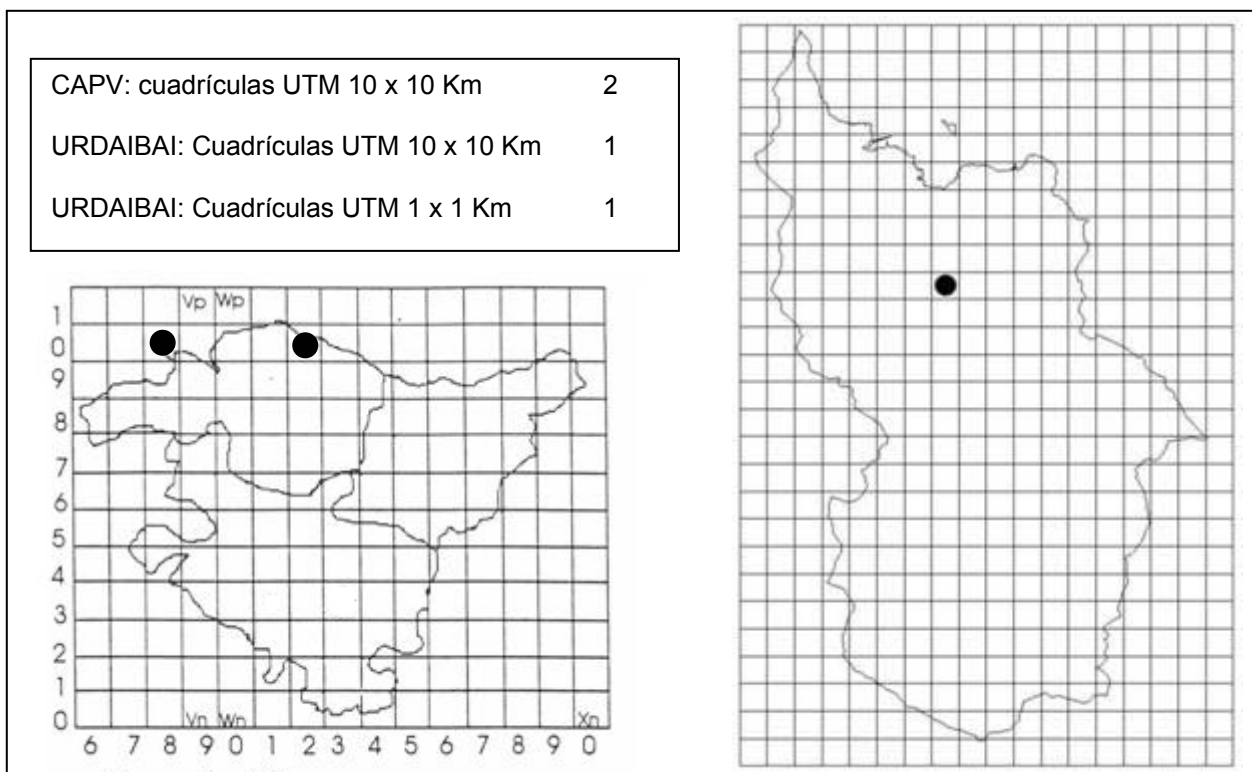 CAPV: cuadrículas UTM 10 x 10 Km 2
URDAIBAI: Cuadrículas UTM 10 x 10 Km 1
URDAIBAI: Cuadrículas UTM 1 x 1 Km 1
Vp Wp
1
0
9
8
7
6
5
4
3
2
1
0
Vn Wn Xn
6 7 8 9 0 1 2 3 4 5 6 7 8 9 0